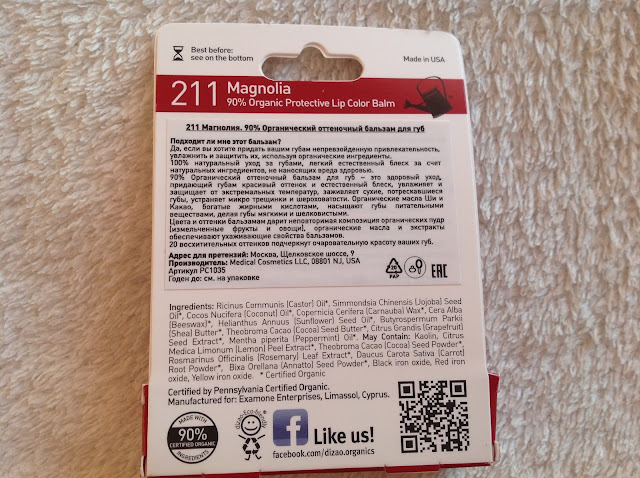 Best before:
see on the bottom
Made in USA
211 Magnolia
90% Organic Protective Lip Color Balm
211 Магнолия. 90% Органический оттеночный бальзам для губ
Подходит ли мне этот бальзам?
Да, если вы хотите придать вашим губам непревзойденную привлекательность,
увлажнить и защитить их, используя органические ингредиенты.
100% натуральный уход за губами, легкий естественный блеск за счет
натуральных ингредиентов, не наносящих вреда здоровью.
90% Органический оттеночный бальзам для губ – это здоровый уход,
придающий губам красивый оттенок и естественный блеск, увлажняет и
защищает от экстремальных температур, заживляет сухие, потрескавшиеся
губы, устраняет микро трещинки и шероховатости. Органические масла Ши и
Какао, богатые жирными кислотами, насыщают губы питательными
веществами, делая губы мягкими и шелковистыми.
Цвета и оттенки бальзамам дарит неповторимая композиция органических пудр
(измельченные фрукты и овощи), органические масла и экстракты
обеспечивают ухаживающие свойства бальзамов.
20 восхитительных оттенков подчеркнут очаровательную красоту ваших губ.
Адрес для претензий: Москва, Щелковское шоссе, 9
Производитель: Medical Cosmetics LLC, 08801 NJ, USA
Артикул PC1035
Годен до: см. на упаковке
20
PAP
EAC
Ingredients: Ricinus Communis (Castor) Oil*, Simmondsia Chinensis (Jojoba) Seed
Oil*, Cocos Nucifera (Coconut) Oil*, Copernicia Cerifera (Carnauba) Wax*, Cera Alba
(Beeswax)*, Helianthus Annuus (Sunflower) Seed Oil*, Butyrospermum Parkii
(Shea) Butter*, Theobroma Cacao (Cocoa) Seed Butter*, Citrus Grandis (Grapefruit)
Seed Extract*, Mentha piperita (Peppermint) Oil*. May Contain: Kaolin, Citrus
Medica Limonum (Lemon) Peel Extract*, Theobroma Cacao (Cocoa) Seed Powder*,
Rosmarinus Officinalis (Rosemary) Leaf Extract*, Daucus Carota Sativa (Carrot)
Root Powder*, Bixa Orellana (Annatto) Seed Powder*, Black iron oxide, Red iron
oxide, Yellow iron oxide. * Certified Organic
Certified by Pennsylvania Certified Organic.
Manufactured for: Examone Enterprises, Limassol, Cyprus.
MADE WITH
90%
CERTIFIED ORGANIC
INGREDIENTS
dizao Eco-friendly
f Like us!
facebook.com/dizao.organics